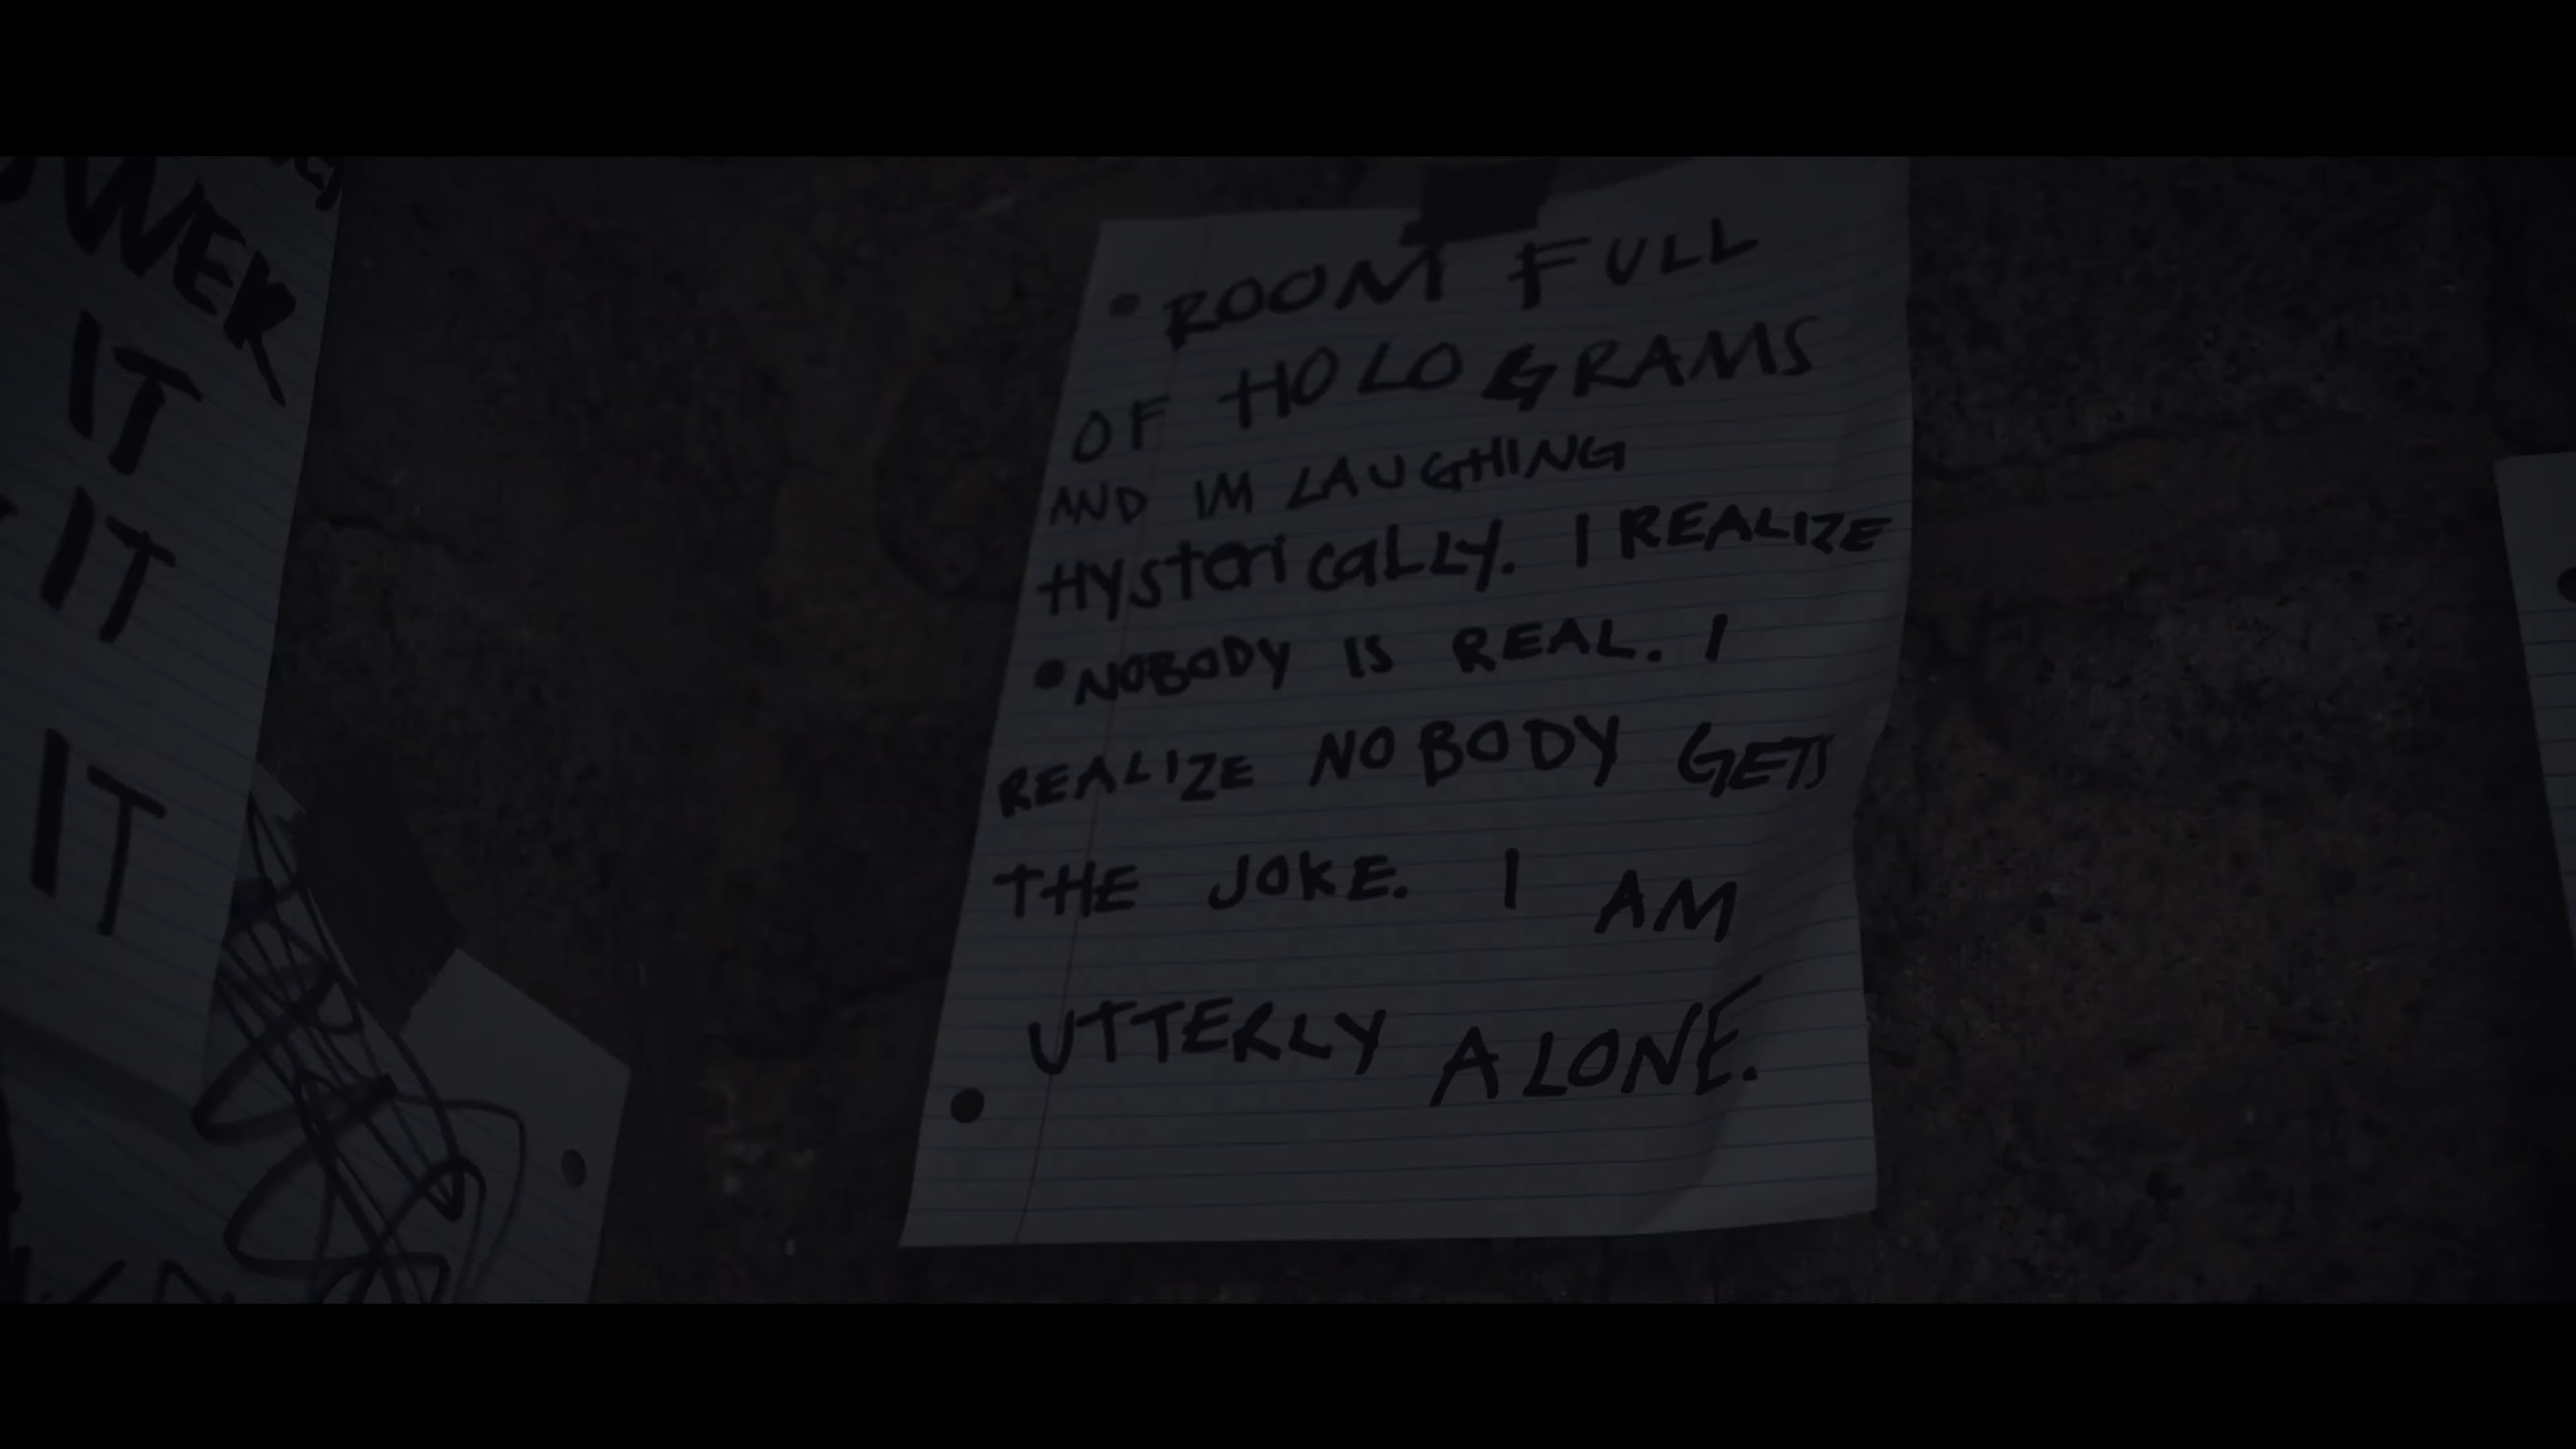 IT
IT
IT
ROOM FULL
OF HOLOGRAMS
AND IM LAUGHING
HYSTERICALLY. I REALIZE
NOBODY IS REAL. I
REALIZE NOBODY GETS
THE JOKE. I AM
UTTERLY ALONE.